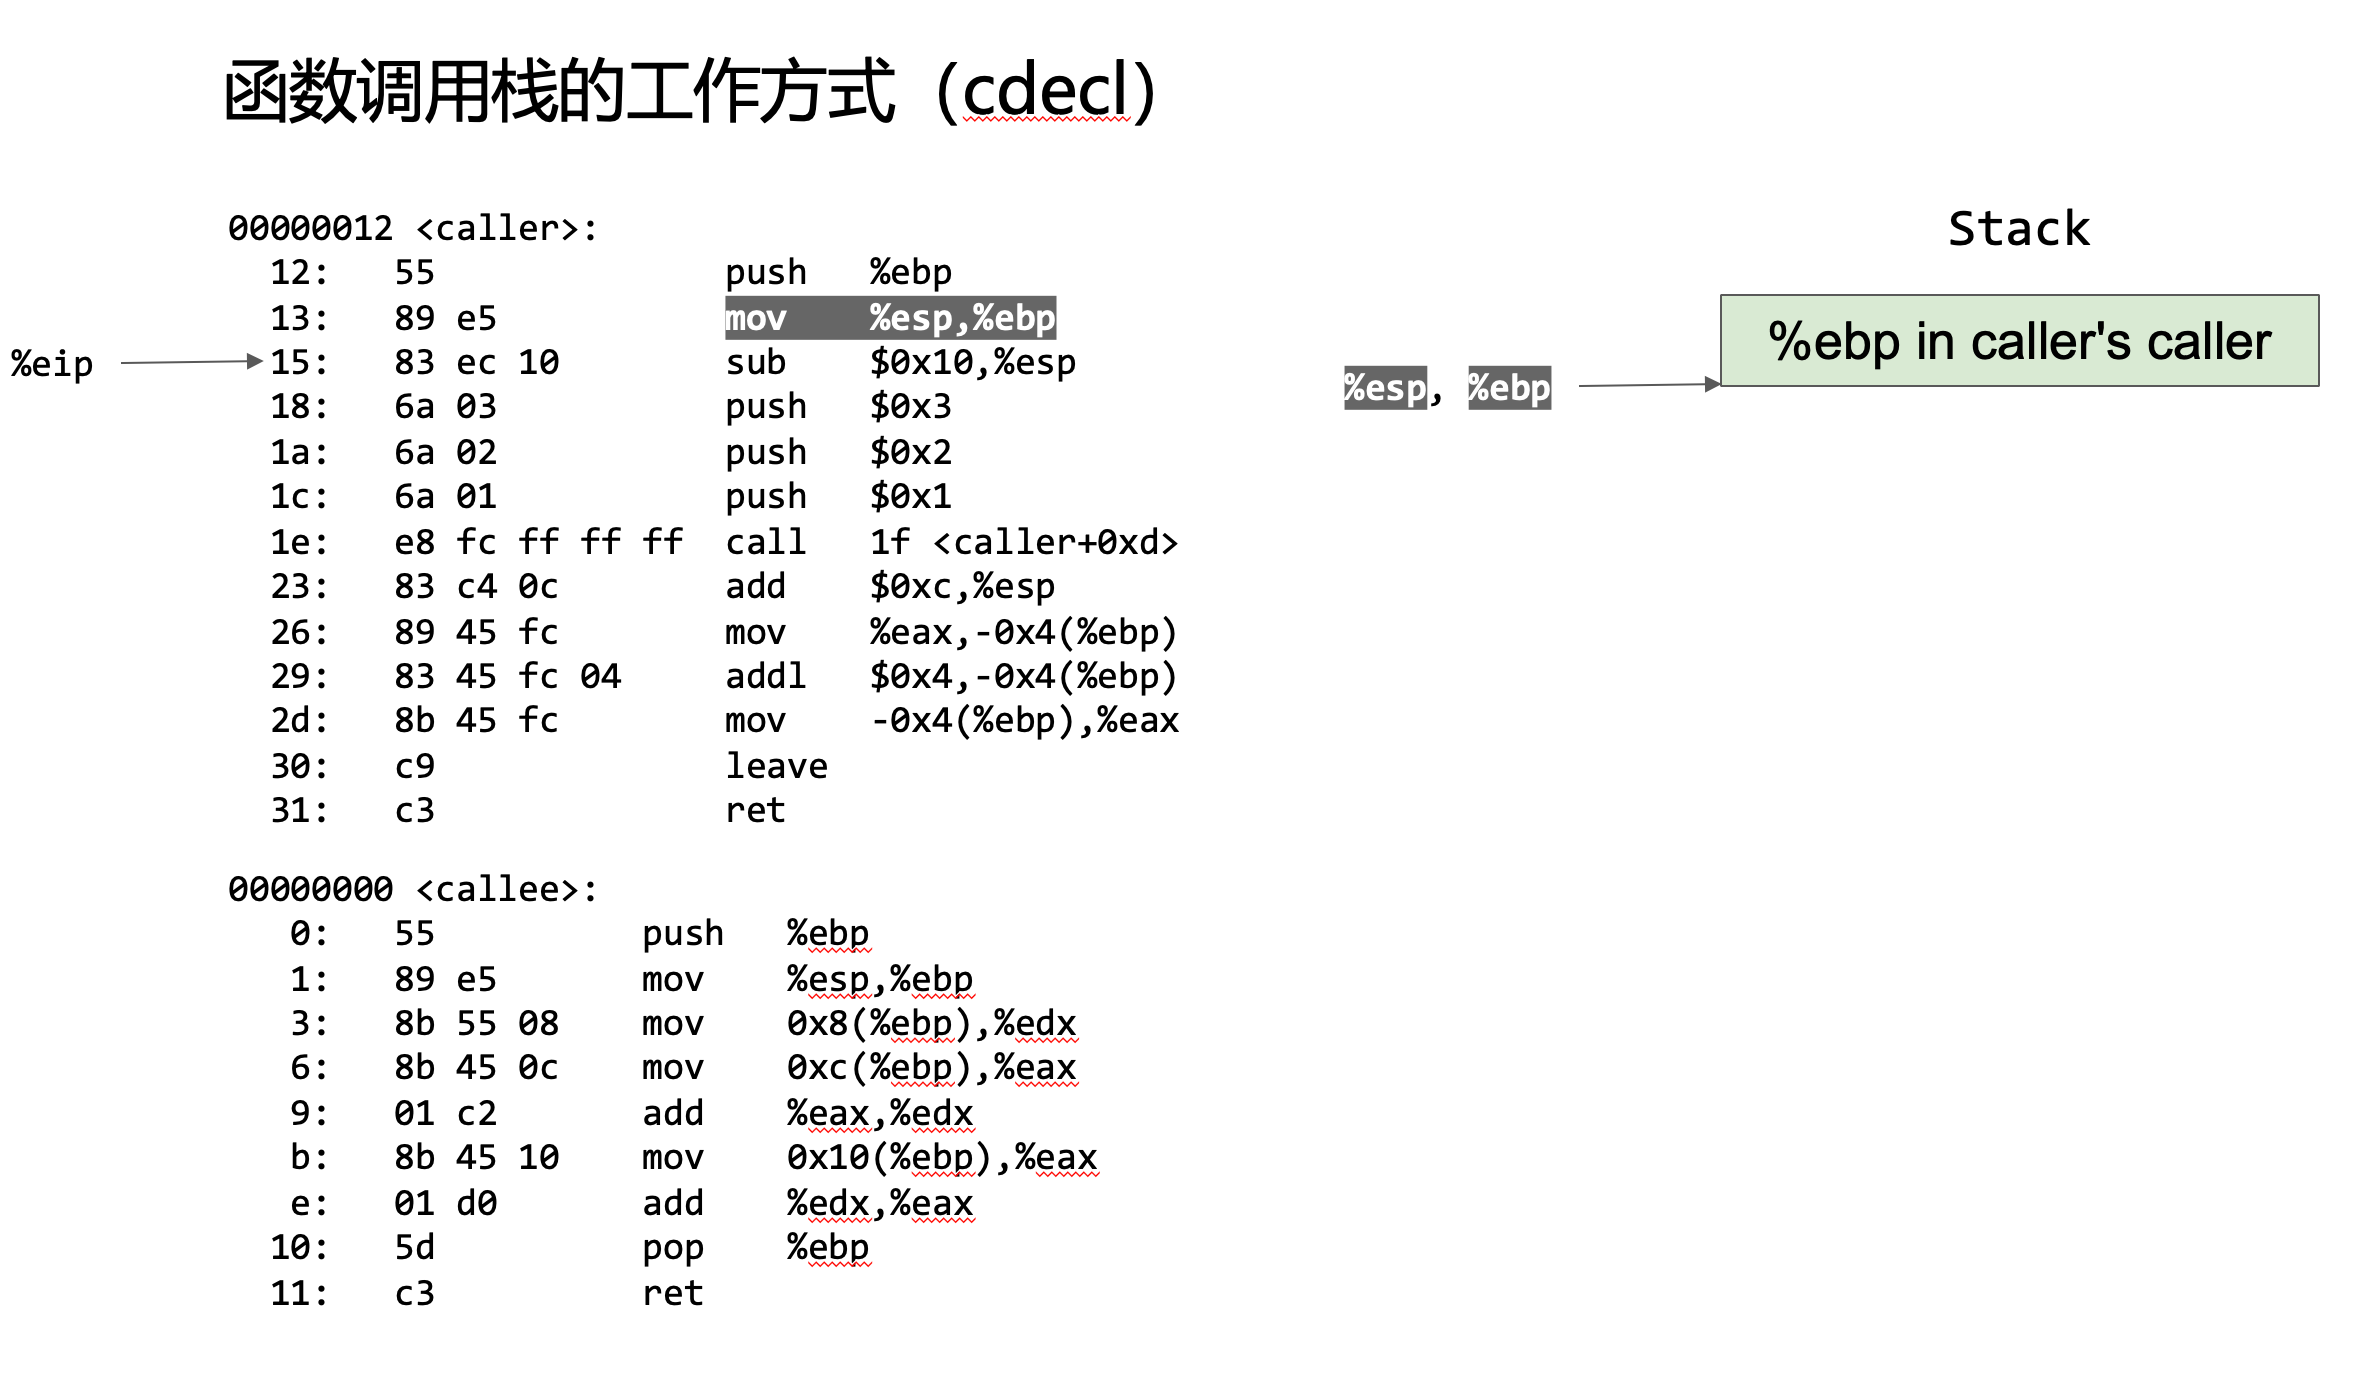 函数调用栈的工作方式（cdecl）
00000012 <caller>:
12: 55 push %ebp
13: 89 e5 mov %esp,%ebp
%eip 15: 83 ec 10 sub $0x10,%esp
18: 6a 03 push $0x3
1a: 6a 02 push $0x2
1c: 6a 01 push $0x1
1e: e8 fc ff ff ff call 1f <caller+0xd>
23: 83 c4 0c add $0xc,%esp
26: 89 45 fc mov %eax,-0x4(%ebp)
29: 83 45 fc 04 addl $0x4,-0x4(%ebp)
2d: 8b 45 fc mov -0x4(%ebp),%eax
30: c9 leave
31: c3 ret
00000000 <callee>:
0: 55 push %ebp
1: 89 e5 mov %esp,%ebp
3: 8b 55 08 mov 0x8(%ebp),%edx
6: 8b 45 0c mov 0xc(%ebp),%eax
9: 01 c2 add %eax,%edx
b: 8b 45 10 mov 0x10(%ebp),%eax
e: 01 d0 add %edx,%eax
10: 5d pop %ebp
11: c3 ret
Stack
%ebp in caller's caller
%esp, %ebp